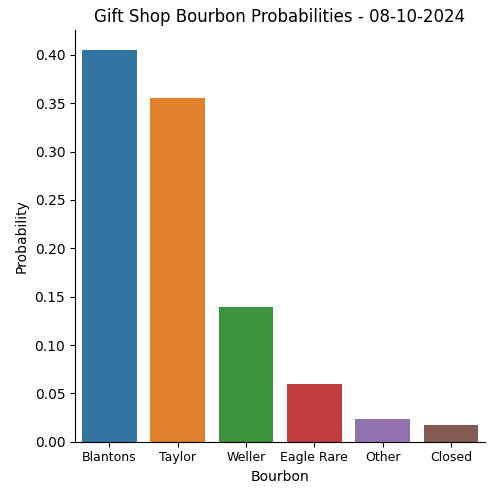 Gift Shop Bourbon Probabilities - 08-10-2024
0.40
0.35
0.30
0.25
0.20
0.15
0.10
0.05
0.00
Probability
Blantons Taylor Weller Eagle Rare Other Closed
Bourbon